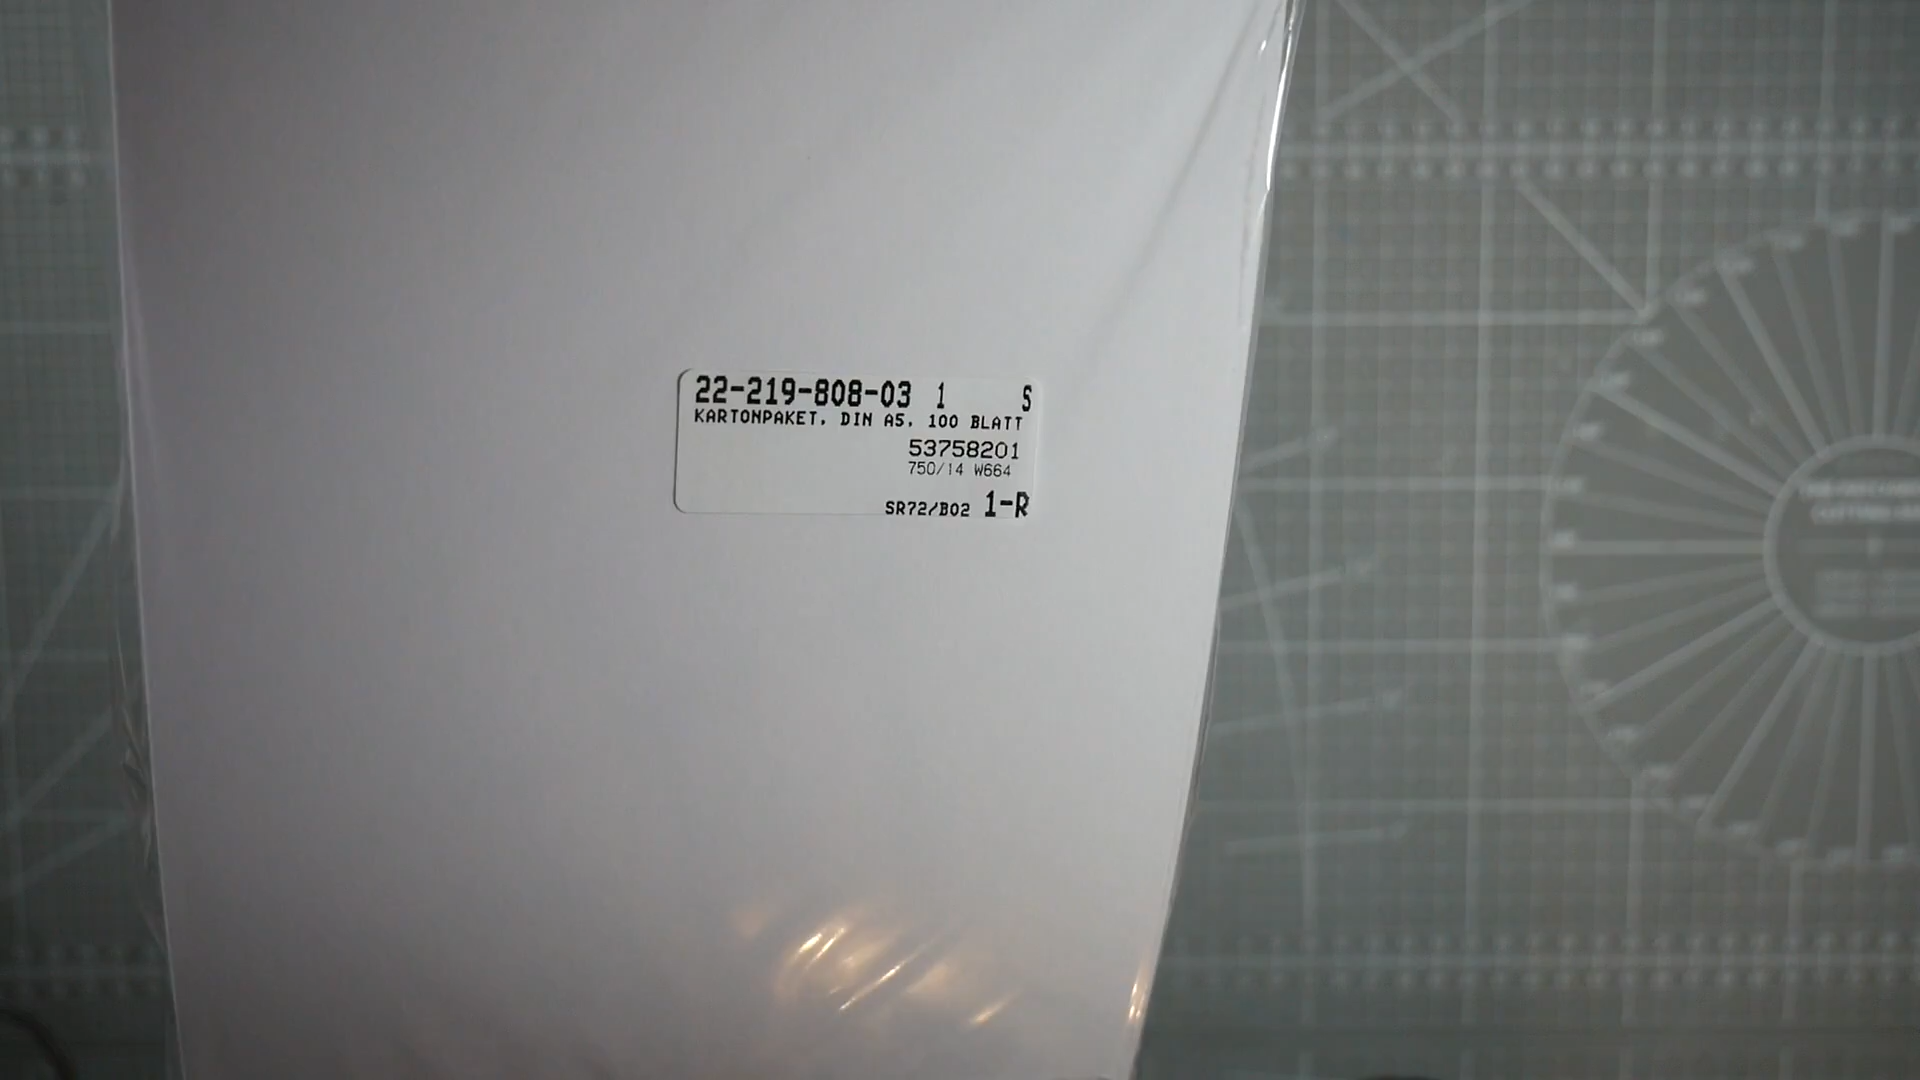 22-219-808-03 1 S
KARTONPAKET, DIN A5, 100 BLATT
53758201
750/14 W664
SR72/B02 1-R